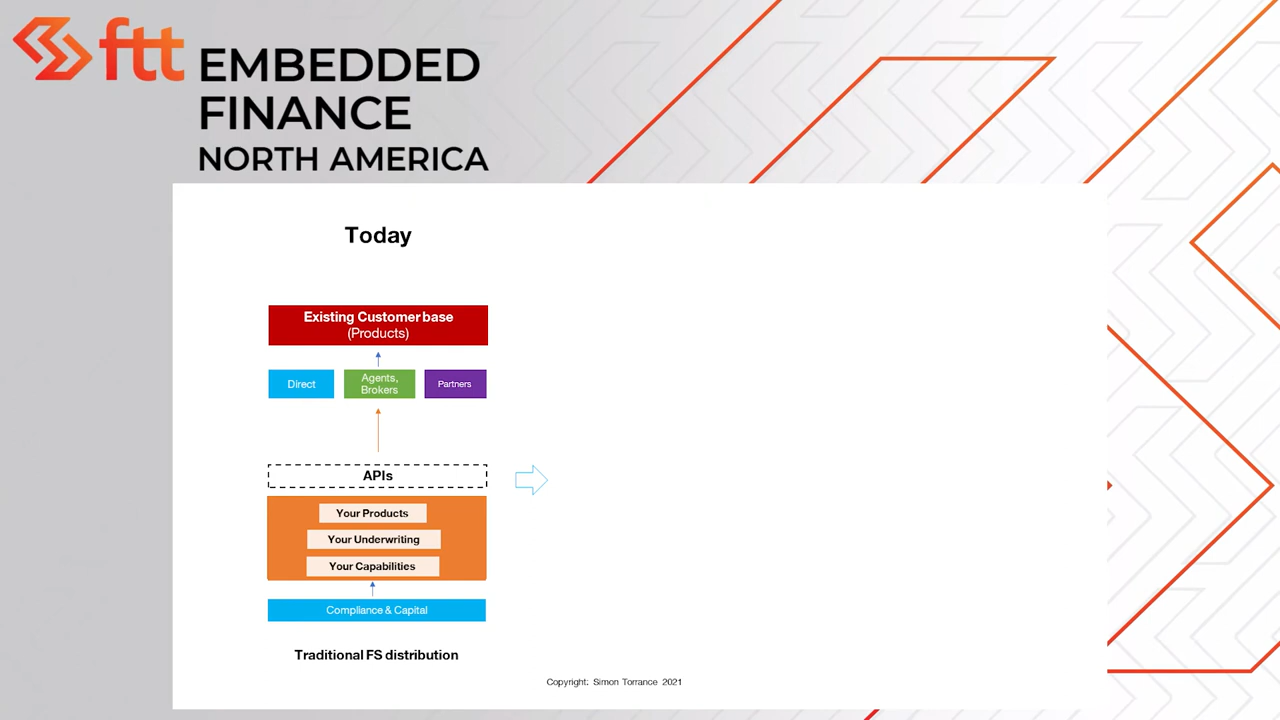 ftt EMBEDDED
FINANCE
NORTH AMERICA
Today
Existing Customer base
(Products)
Direct
Agents,
Brokers
Partners
APIs
Your Products
Your Underwriting
Your Capabilities
Compliance & Capital
Traditional FS distribution
Copyright: Simon Torrance 2021